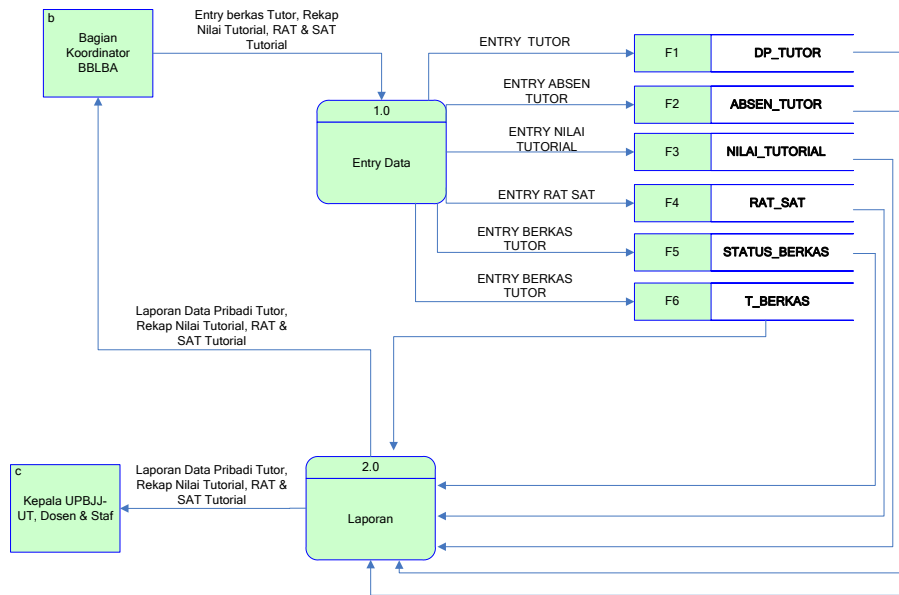 b
Bagian
Koordinator
BBLBA
Entry berkas Tutor, Rekap
Nilai Tutorial, RAT & SAT
Tutorial
1.0
Entry Data
ENTRY TUTOR
ENTRY ABSEN
TUTOR
ENTRY NILAI
TUTORIAL
ENTRY RAT SAT
ENTRY BERKAS
TUTOR
ENTRY BERKAS
TUTOR
F1 DP_TUTOR
F2 ABSEN_TUTOR
F3 NILAI_TUTORIAL
F4 RAT_SAT
F5 STATUS_BERKAS
F6 T_BERKAS
Laporan Data Pribadi Tutor,
Rekap Nilai Tutorial, RAT &
SAT Tutorial
c
Kepala UPBJJ-
UT, Dosen & Staf
Laporan Data Pribadi Tutor,
Rekap Nilai Tutorial, RAT &
SAT Tutorial
2.0
Laporan